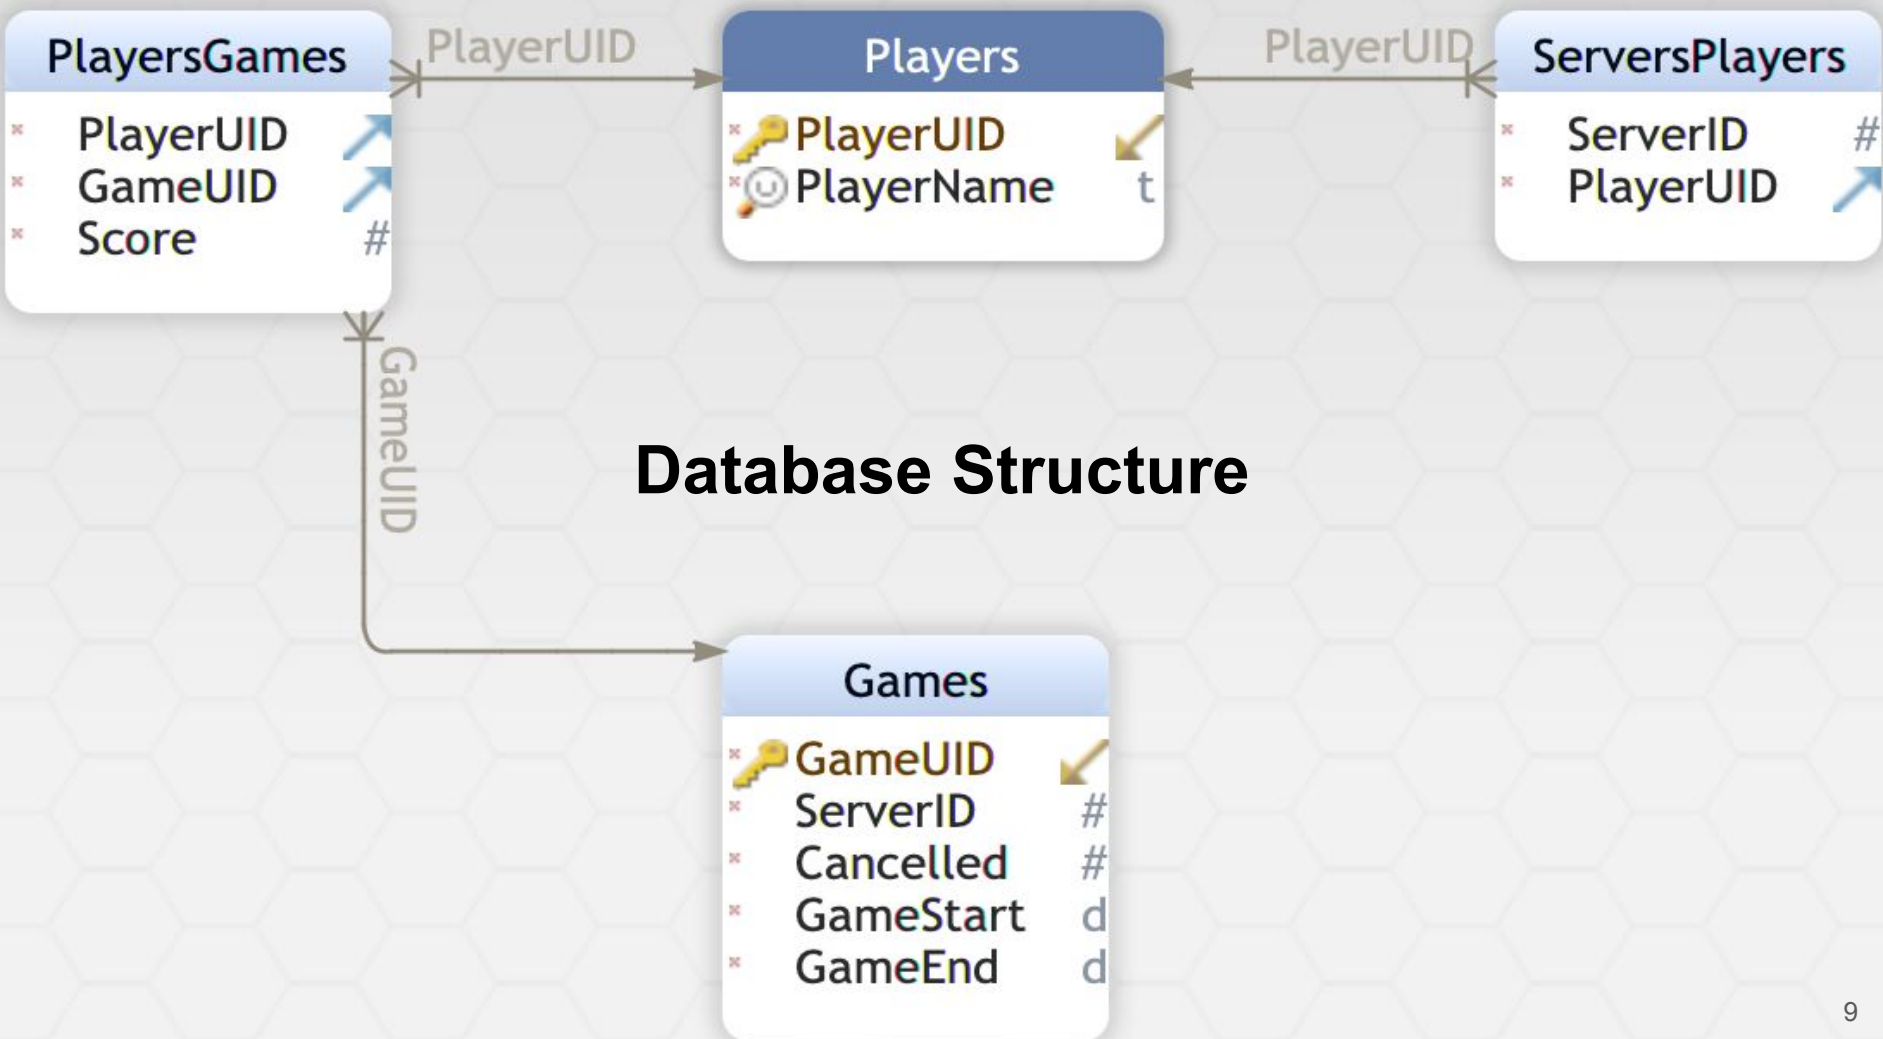 PlayersGames
PlayerUID
GameUID
Score #
PlayerUID
Players
PlayerUID
PlayerName t
PlayerUID
ServersPlayers
ServerID #
PlayerUID
GameUID
Database Structure
Games
GameUID
ServerID #
Cancelled #
GameStart d
GameEnd d
9